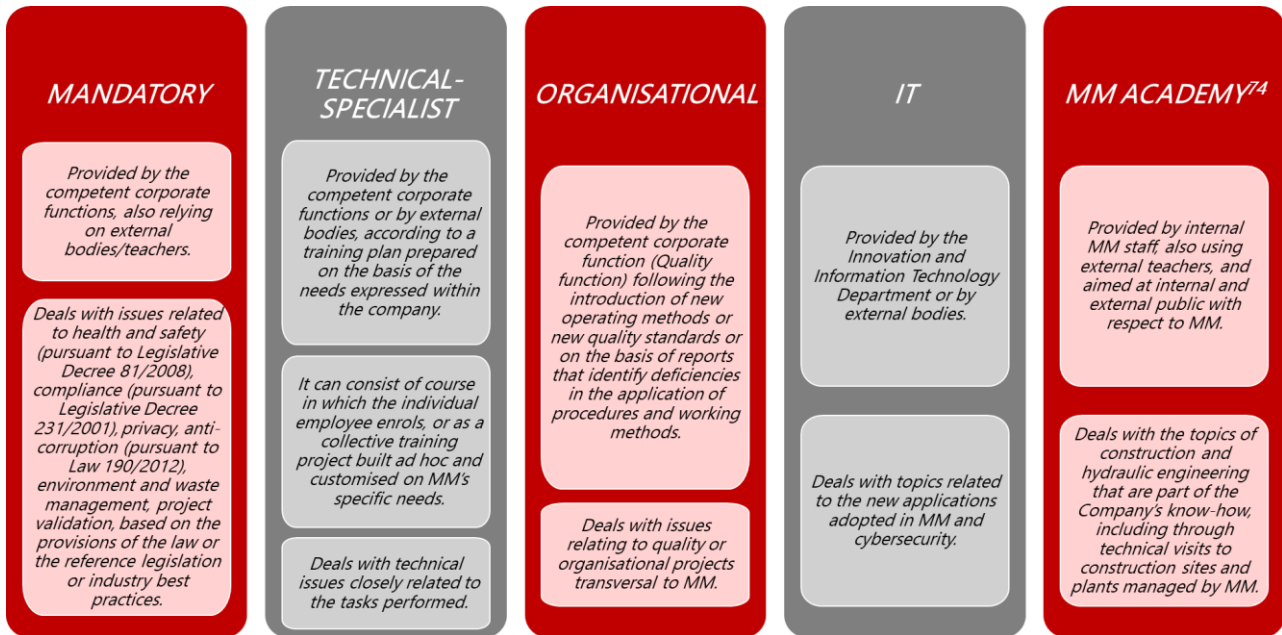 MANDATORY
Provided by the
competent corporate
functions, also relying
on external
bodies/teachers.
Deals with issues related
to health and safety
(pursuant to Legislative
Decree 81/2008),
compliance (pursuant to
Legislative Decree
231/2001), privacy, anti-
corruption (pursuant to
Law 190/2012),
environment and waste
management, project
validation, based on the
provisions of the law or
the reference legislation
or industry best
practices.
TECHNICAL-
SPECIALIST
Provided by the
competent corporate
functions or by external
bodies, according to a
training plan prepared
on the basis of the
needs expressed within
the company.
It can consist of course
in which the individual
employee enrols, or as a
collective training
project built ad hoc and
customised on MM's
specific needs.
Deals with technical
issues closely related to
the tasks performed.
ORGANISATIONAL
Provided by the
competent corporate
function (Quality
function) following the
introduction of new
operating methods or
new quality standards or
on the basis of reports
that identify deficiencies
in the application of
procedures and working
methods.
Deals with issues
relating to quality or
organisational projects
transversal to MM.
IT
Provided by the
Innovation and
Information Technology
Department or by
external bodies.
Deals with topics related
to the new applications
adopted in MM and
cybersecurity.
MM ACADEMY74
Provided by internal
MM staff, also using
external teachers, and
aimed at internal and
external public with
respect to MM.
Deals with the topics of
construction and
hydraulic engineering
that are part of the
Company's know-how,
including through
technical visits to
construction sites and
plants managed by MM.